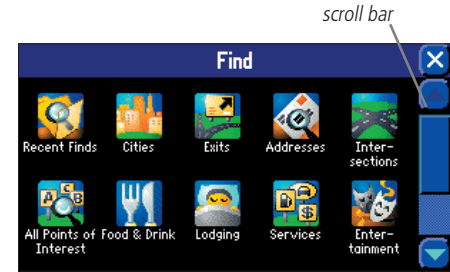 scroll bar
Find
Recent Finds
Cities
Exits
Addresses
Inter-
sections
All Points of
Interest
Food & Drink
Lodging
Services
Enter-
tainment